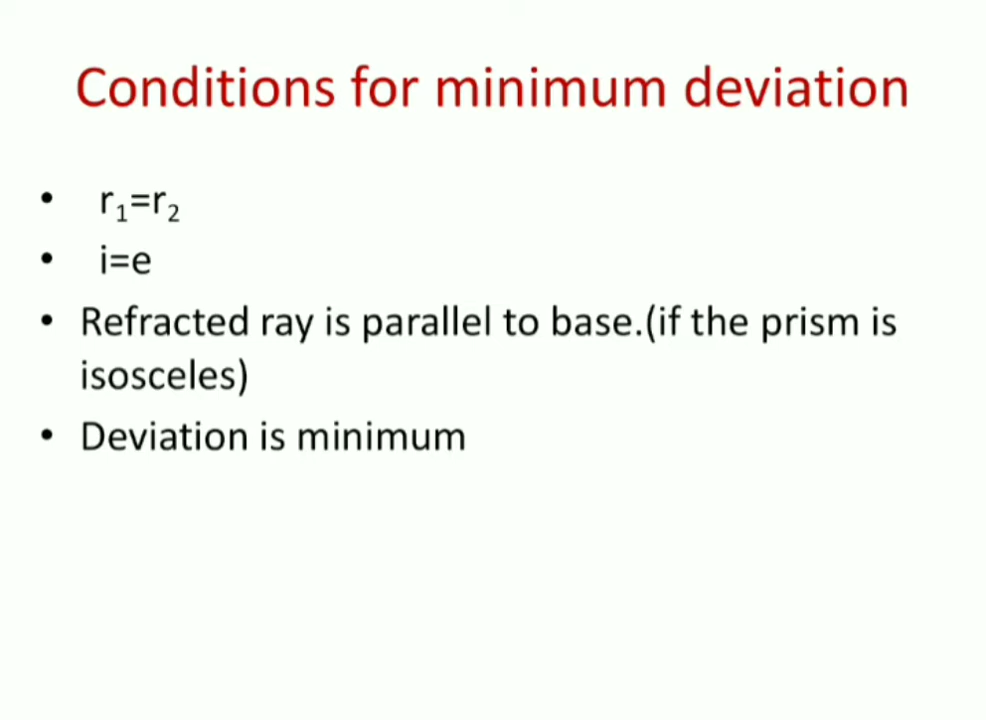 Conditions for minimum deviation
• r₁=r₂
• i=e
• Refracted ray is parallel to base.(if the prism is
isosceles)
• Deviation is minimum